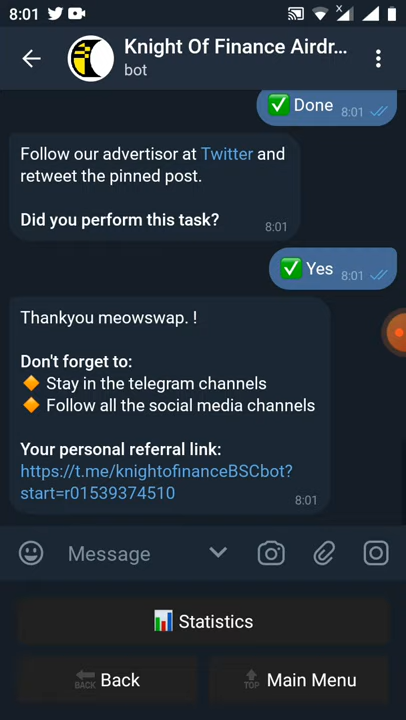 8:01
Knight Of Finance Airdr...
bot
✅ Done 8:01
Follow our advertisor at Twitter and
retweet the pinned post.
Did you perform this task?
8:01
✅ Yes 8:01
Thankyou meowswap. !
Don't forget to:
🔶 Stay in the telegram channels
🔶 Follow all the social media channels
Your personal referral link:
https://t.me/knightofinanceBSCbot?
start=r01539374510
8:01
Message
📊 Statistics
BACK Back
TOP Main Menu